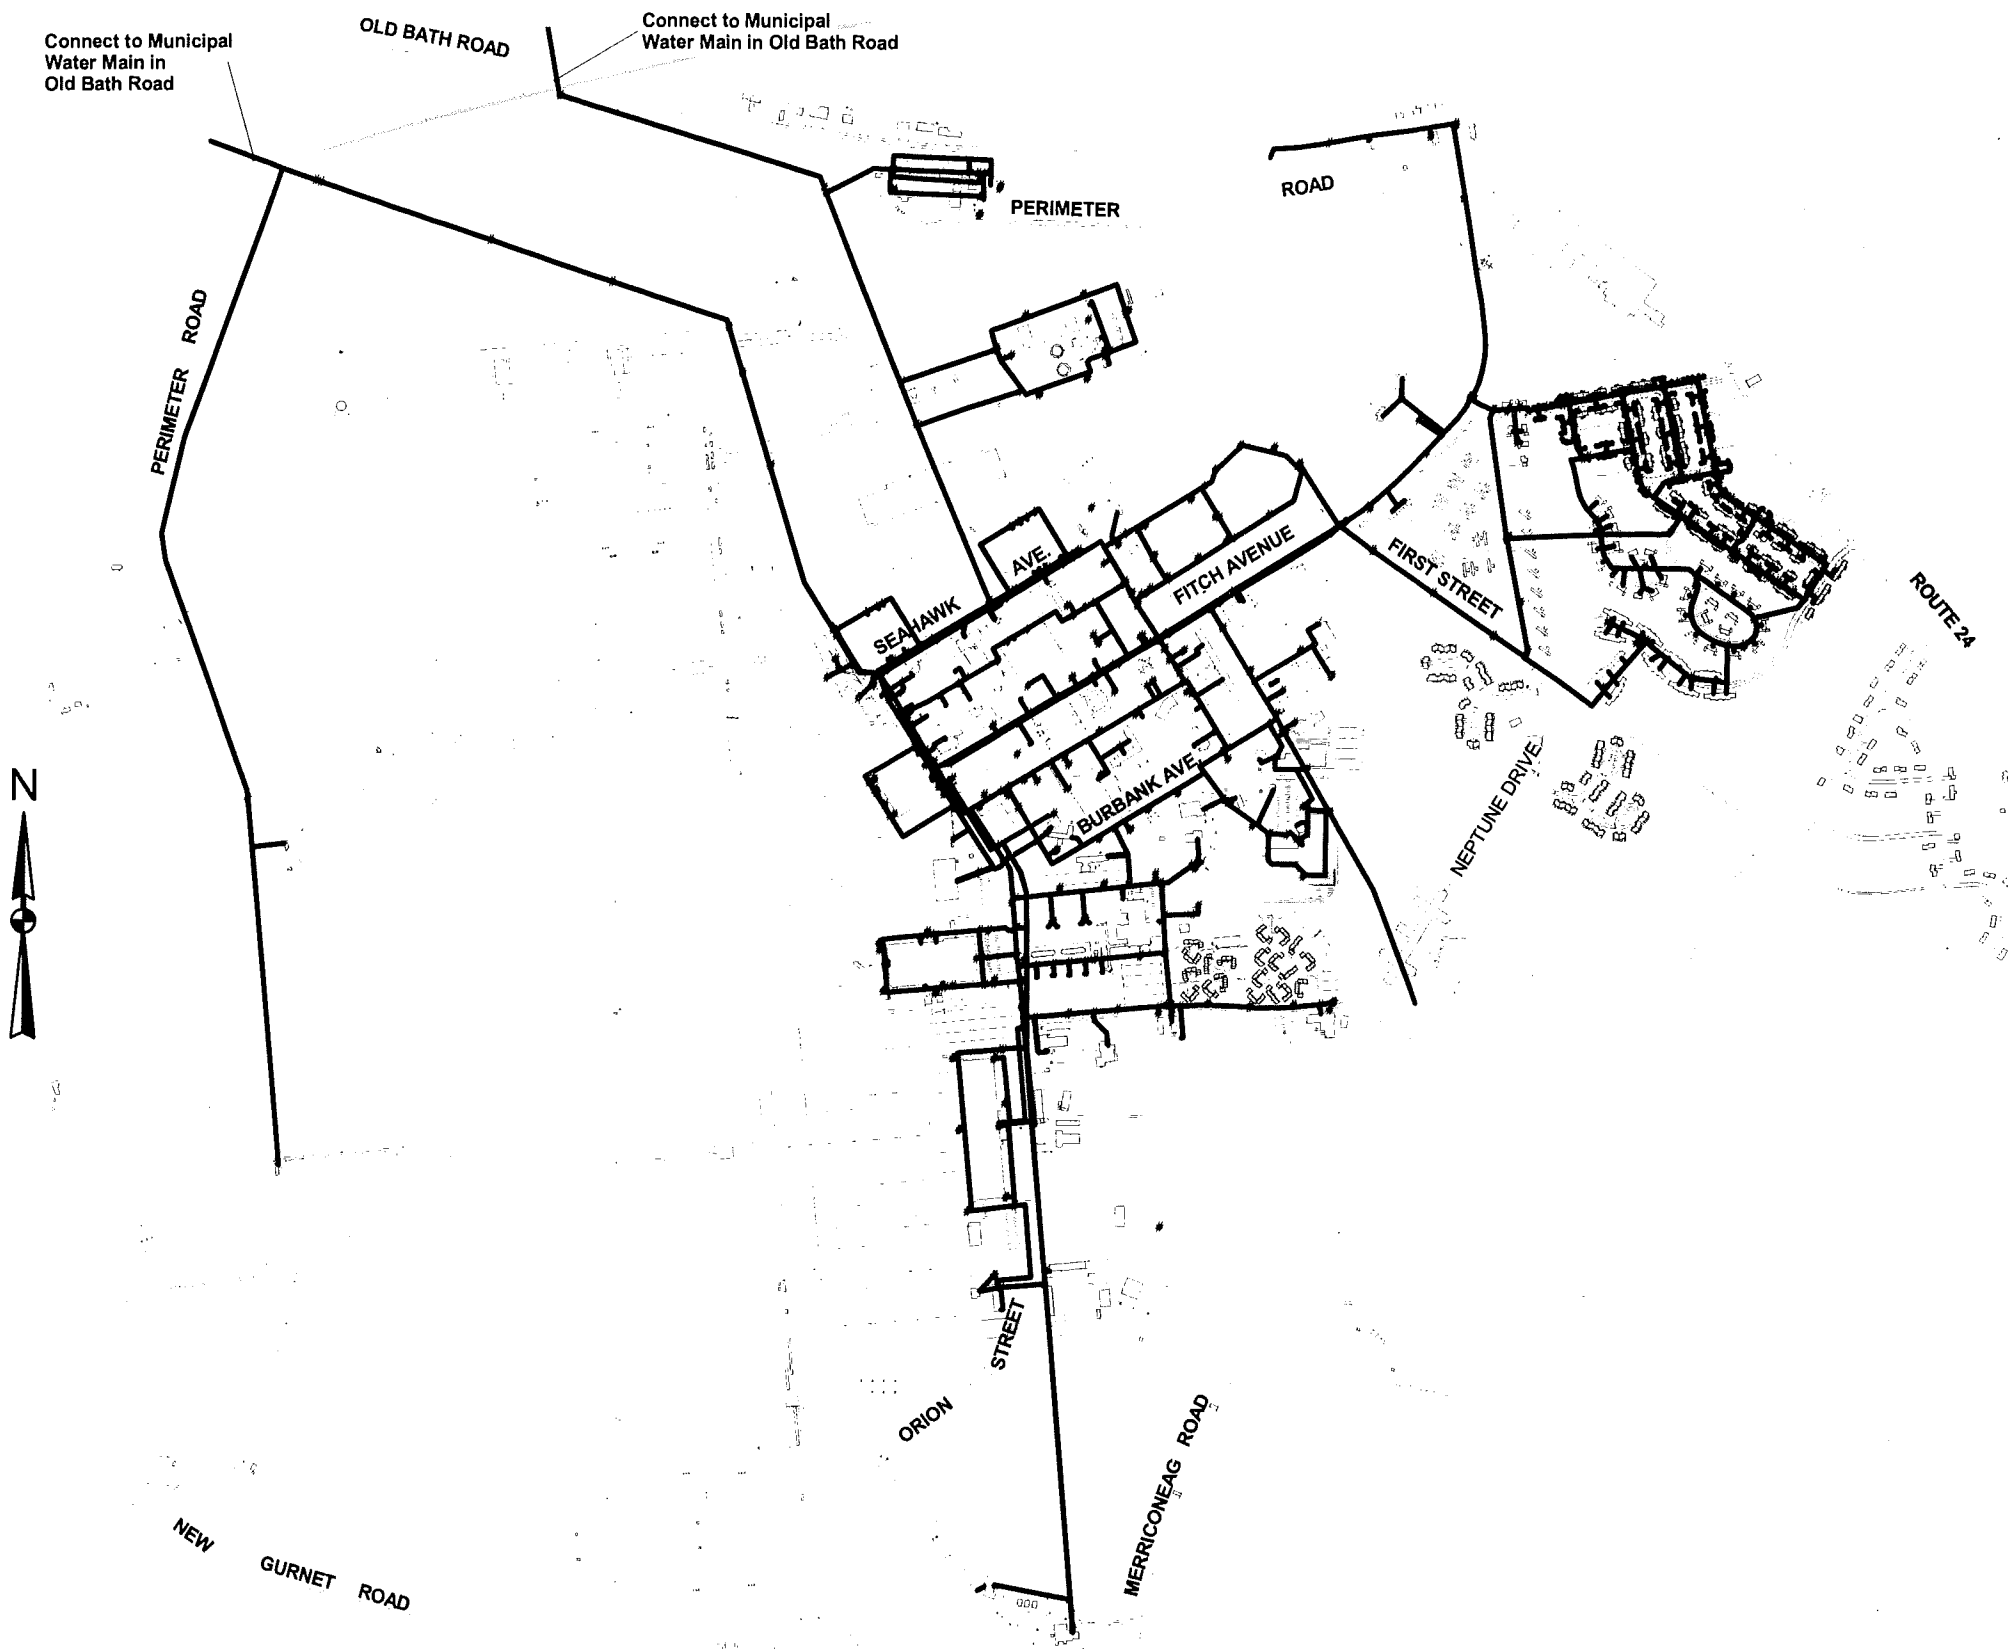 Connect to Municipal
Water Main in
Old Bath Road
OLD BATH ROAD
Connect to Municipal
Water Main in Old Bath Road
PERIMETER
ROAD
PERIMETER ROAD
SEAHAWK
AVE.
FITCH AVENUE
FIRST STREET
ROUTE 24
BURBANK AVE
NEPTUNE DRIVE
N
ORION
STREET
MERRICONEAG ROAD
NEW
GURNET ROAD